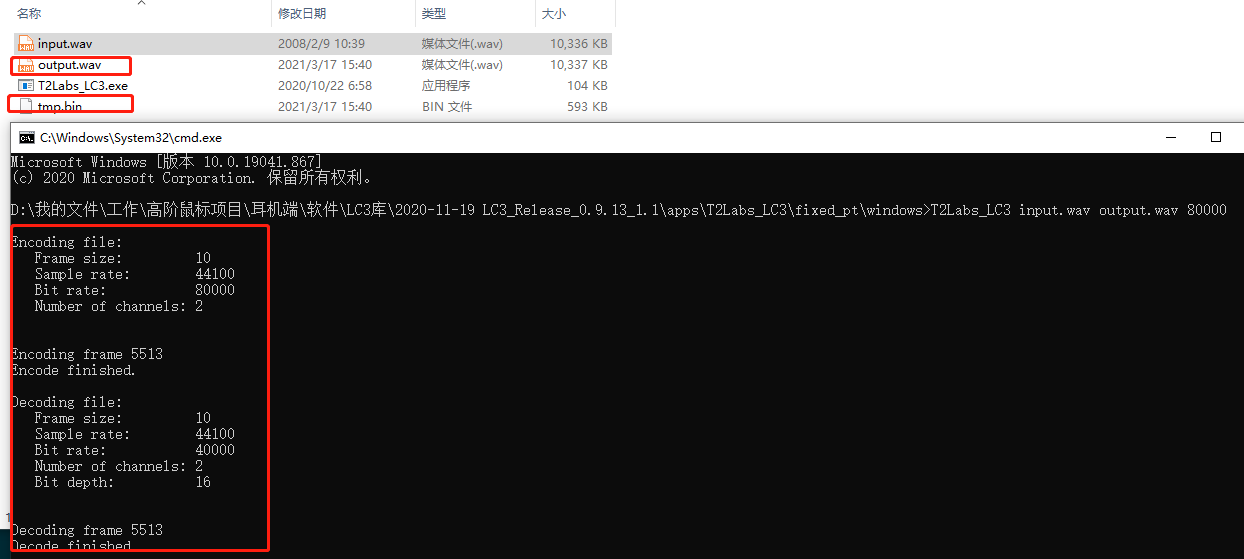 名称 修改日期 类型 大小
input.wav 2008/2/9 10:39 媒体文件(.wav) 10,336 KB
output.wav 2021/3/17 15:40 媒体文件(.wav) 10,337 KB
T2Labs_LC3.exe 2020/10/22 6:58 应用程序 104 KB
tmp.bin 2021/3/17 15:40 BIN 文件 593 KB
C:\Windows\System32\cmd.exe
Microsoft Windows [版本 10.0.19041.867]
(c) 2020 Microsoft Corporation. 保留所有权利。
D:\我的文件\工作\高阶鼠标项目\耳机端\软件\LC3库\2020-11-19 LC3_Release_0.9.13_1.1\apps\T2Labs_LC3\fixed_pt\windows>T2Labs_LC3 input.wav output.wav 80000
Encoding file:
Frame size: 10
Sample rate: 44100
Bit rate: 80000
Number of channels: 2
Encoding frame 5513
Encode finished.
Decoding file:
Frame size: 10
Sample rate: 44100
Bit rate: 40000
Number of channels: 2
Bit depth: 16
Decoding frame 5513
Decode finished